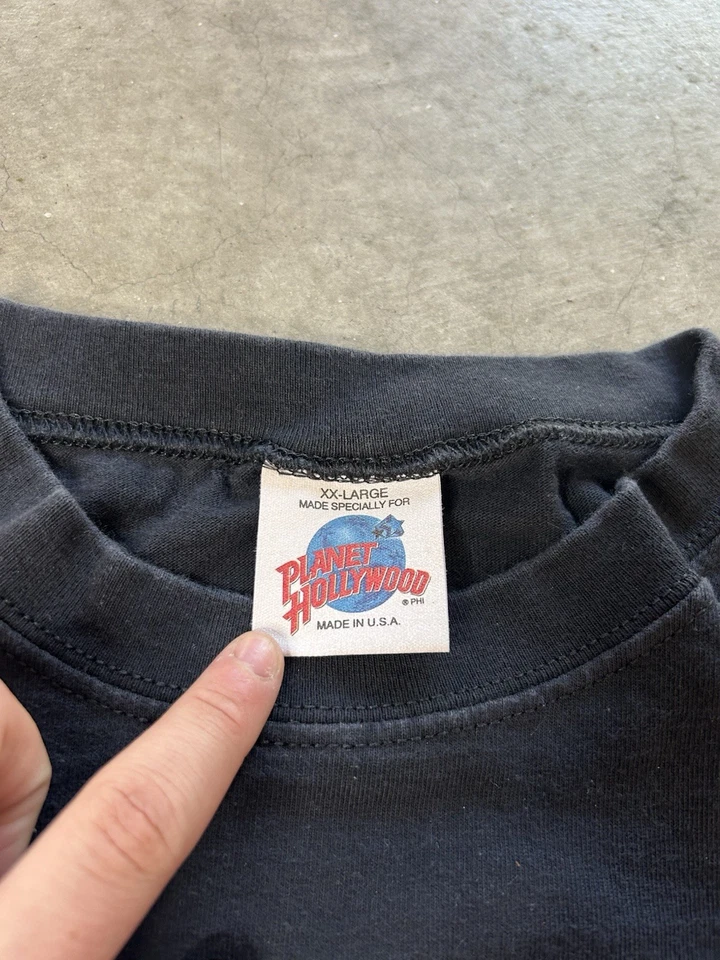 XX-LARGE
MADE SPECIALLY FOR
PLANET
HOLLYWOOD
® PHI
MADE IN U.S.A.